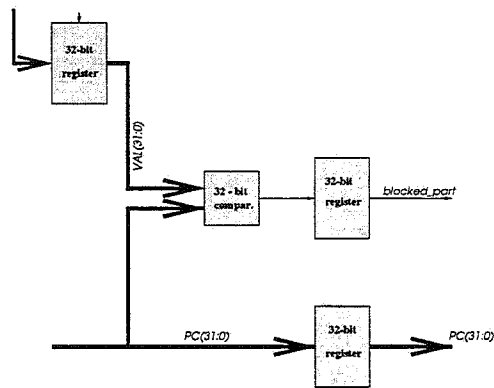 32-bit
register
VAL(31:0)
32 - bit
compar.
32-bit
register
blocked_part
PC(31:0)
32-bit
register
PC(31:0)